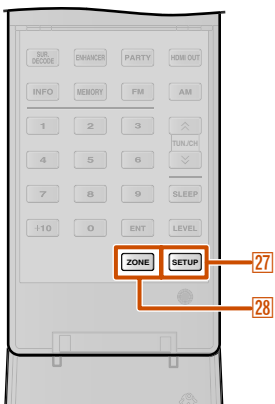 SUR. DECODE ENHANCER PARTY HDMI OUT
INFO MEMORY FM AM
1 2 3
TUN./CH
4 5 6
7 8 9 SLEEP
+10 0 ENT LEVEL
ZONE SETUP
27
28